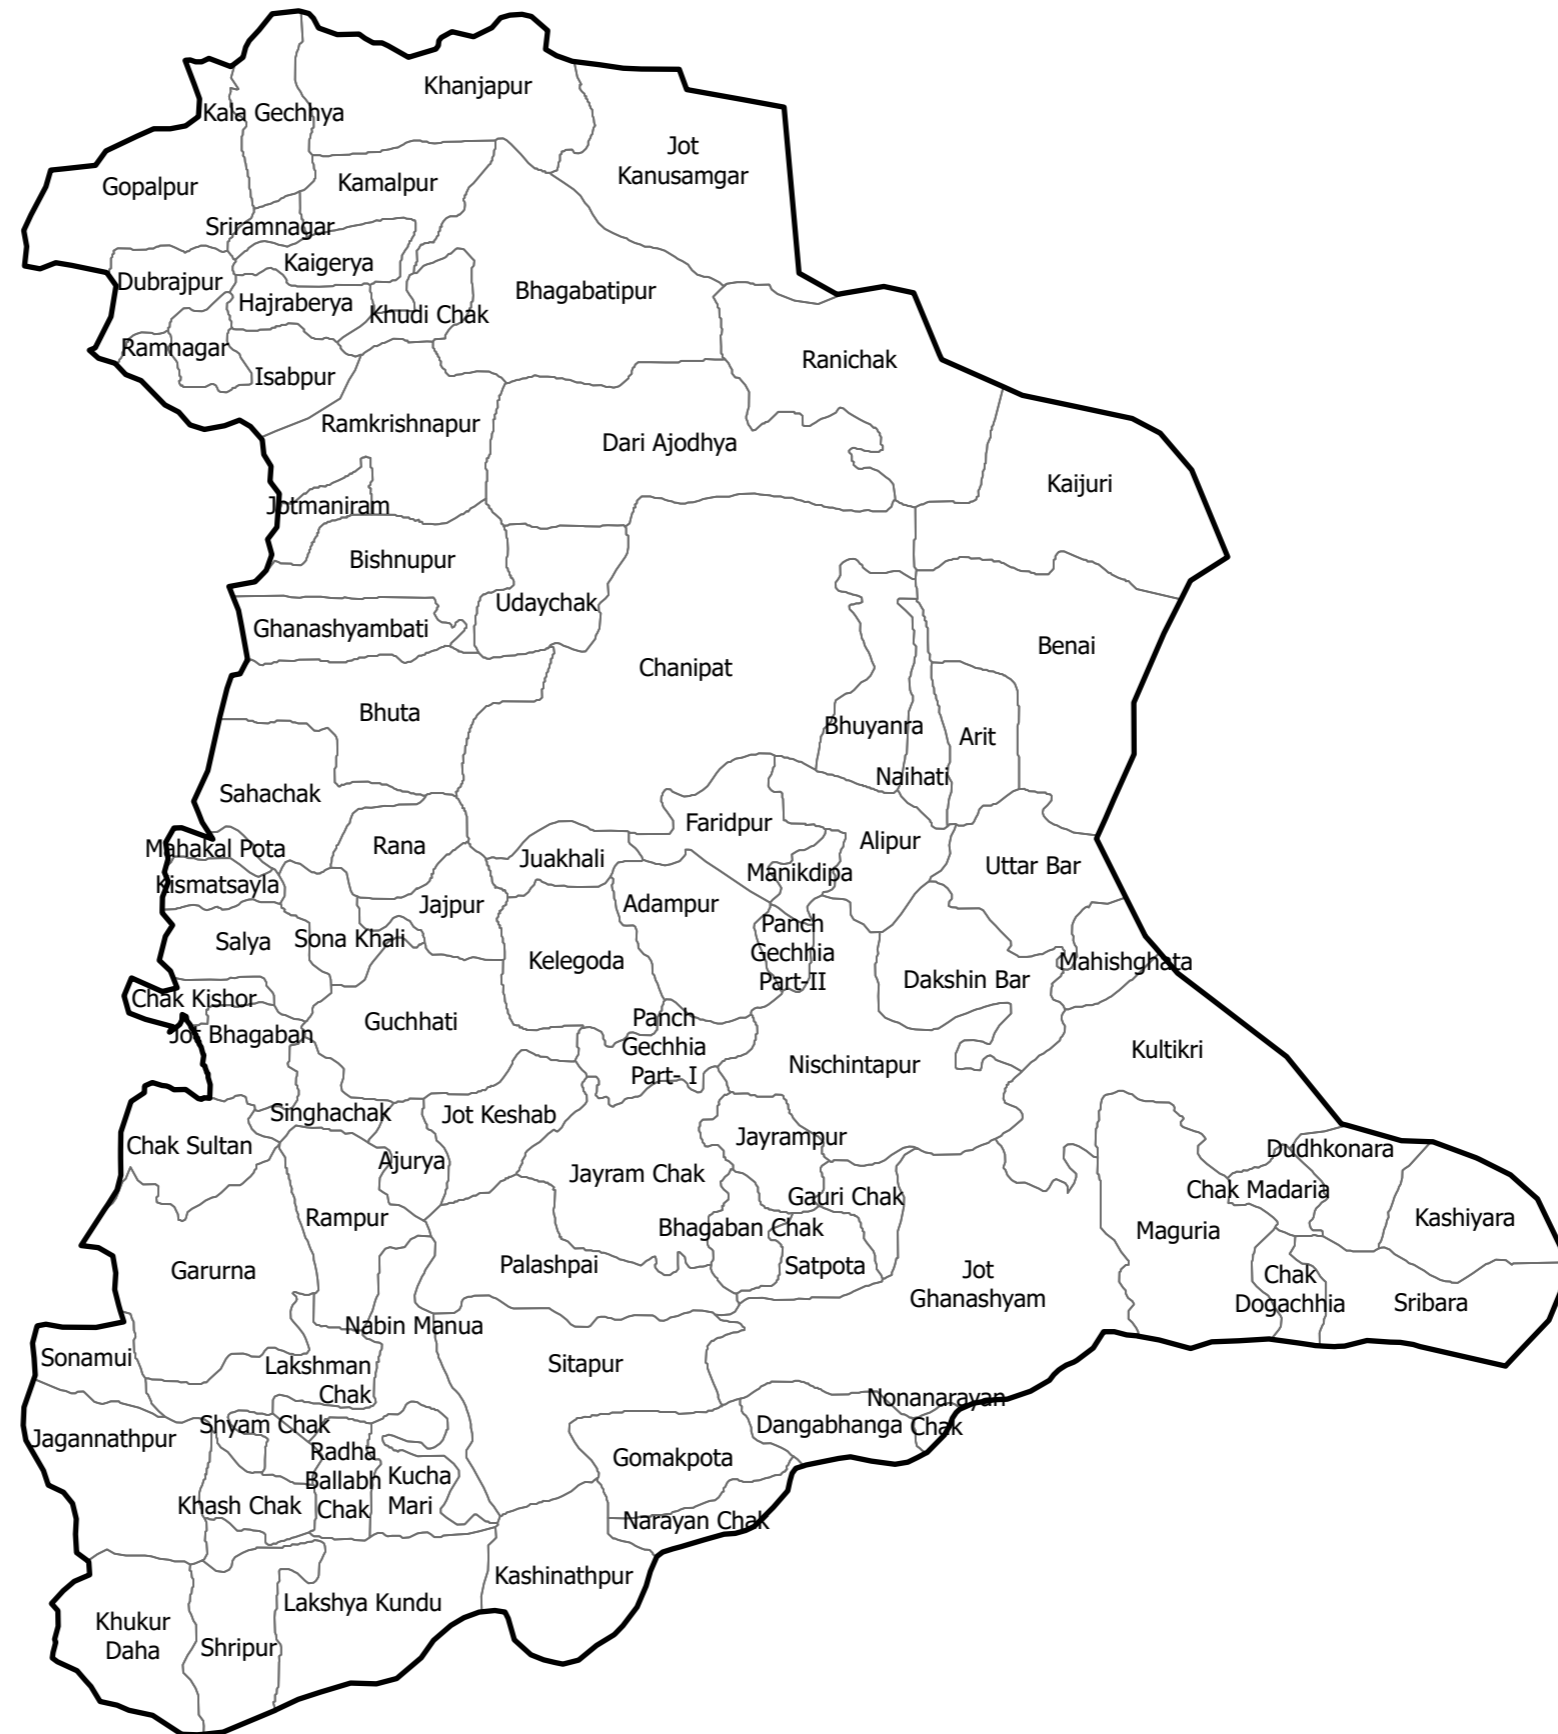 Khanjapur
Kala Gechhya
Jot
Kanusamgar
Gopalpur
Kamalpur
Sriramnagar
Kaigerya
Dubrajpur
Hajraberya
Khudi Chak
Bhagabatipur
Ramnagar
Isabpur
Ranichak
Ramkrishnapur
Dari Ajodhya
Kaijuri
Jotmaniram
Bishnupur
Udaychak
Ghanashyambati
Benai
Chanipat
Bhuta
Bhuyanra
Arit
Naihati
Sahachak
Faridpur
Mahakal Pota
Rana
Juakhali
Alipur
Uttar Bar
Manikdipa
Kismatsayla
Jajpur
Adampur
Panch
Gechhia
Part-II
Salya
Sona Khali
Kelegoda
Dakshin Bar
Mahishghata
Chak Kishor
Jot Bhagaban
Guchhati
Panch
Gechhia
Part- I
Nischintapur
Kultikri
Singhachak
Jot Keshab
Chak Sultan
Jayrampur
Dudhkonara
Ajurya
Jayram Chak
Gauri Chak
Chak Madaria
Rampur
Bhagaban Chak
Maguria
Kashiyara
Garurna
Palashpai
Satpota
Jot
Ghanashyam
Chak
Dogachhia
Sribara
Nabin Manua
Sonamui
Lakshman
Chak
Sitapur
Nonanarayan
Chak
Shyam Chak
Dangabhanga
Jagannathpur
Radha
Ballabh
Chak
Kucha
Mari
Gomakpota
Khash Chak
Narayan Chak
Kashinathpur
Lakshya Kundu
Khukur
Daha
Shripur